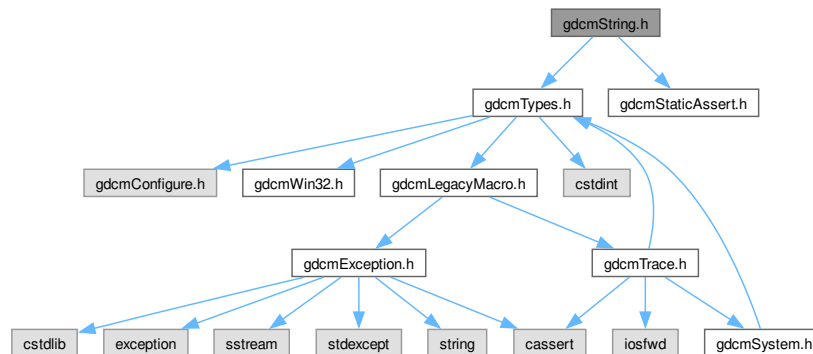 gdcmString.h
gdcmTypes.h
gdcmStaticAssert.h
gdcmConfigure.h
gdcmWin32.h
gdcmLegacyMacro.h
cstdint
gdcmException.h
gdcmTrace.h
cstdlib
exception
sstream
stdexcept
string
cassert
iosfwd
gdcmSystem.h